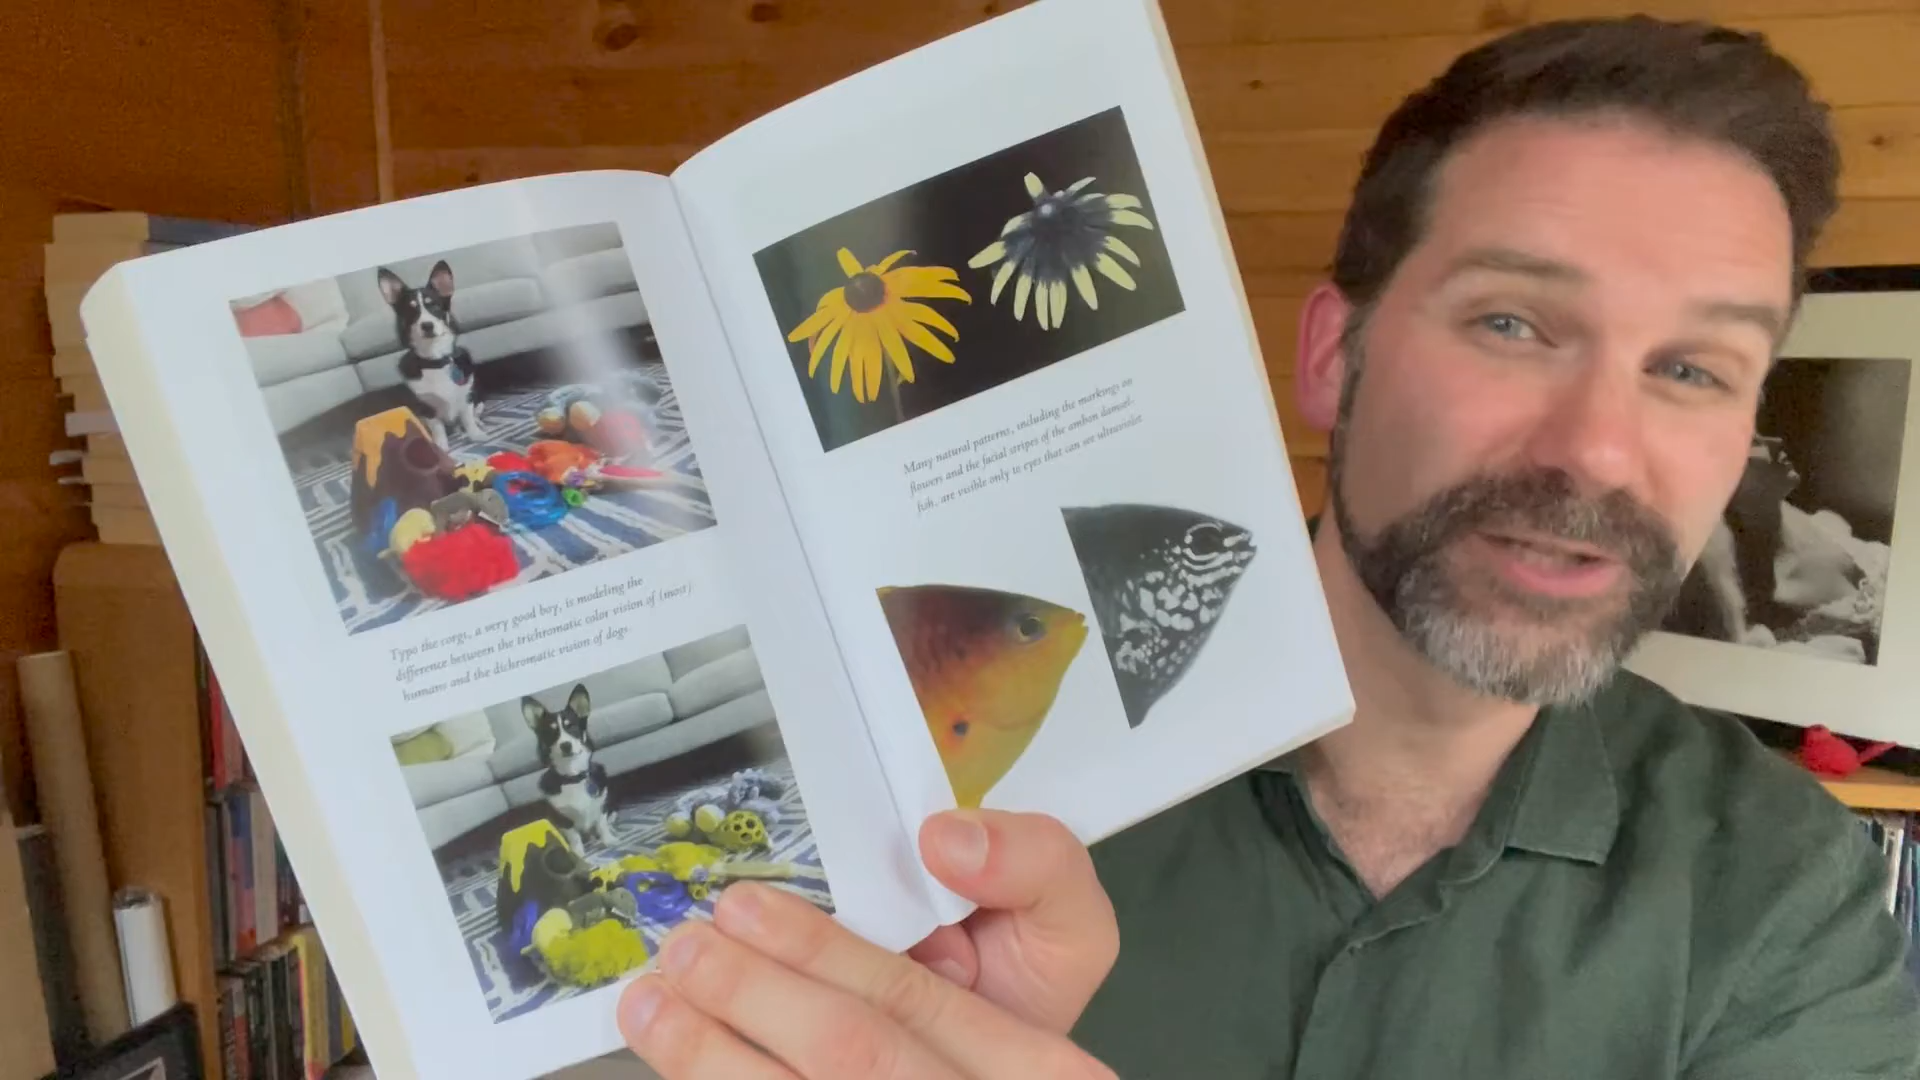 Typo the corgi, a very good boy, is modeling the
difference between the trichromatic color vision of (most)
humans and the dichromatic vision of dogs.
Many natural patterns, including the markings on
flowers and the facial stripes of the ambon damsel-
fish, are visible only to eyes that can see ultraviolet